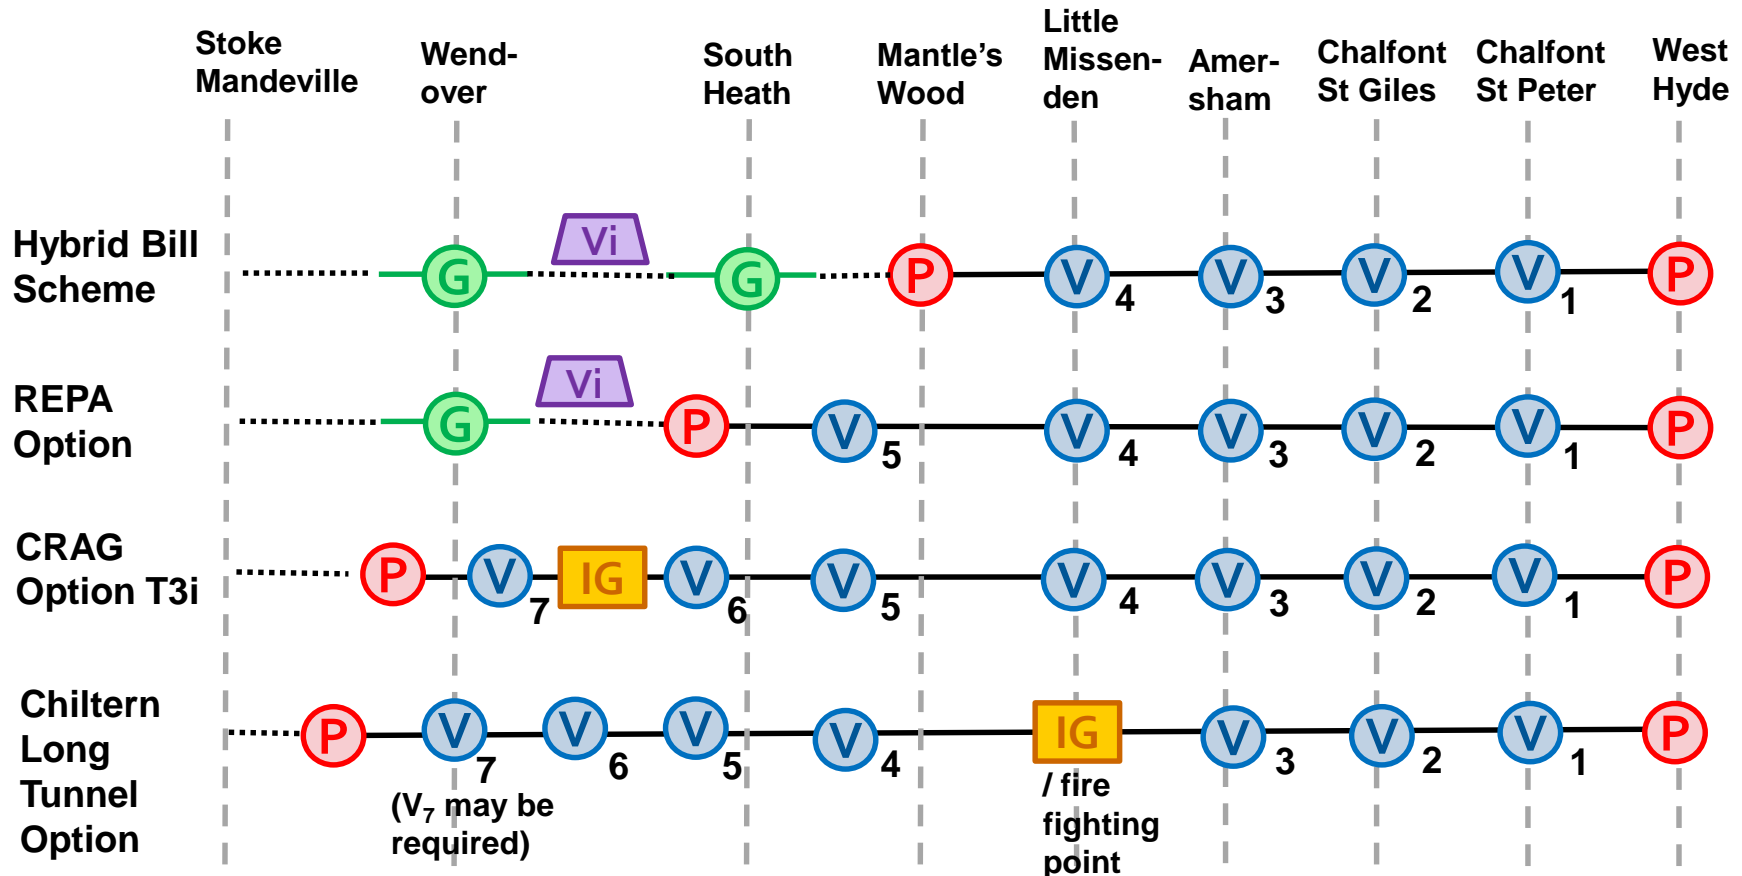 Stoke
Mandeville
Wend-
over
South
Heath
Mantle's
Wood
Little
Missen-
den
Amer-
sham
Chalfont
St Giles
Chalfont
St Peter
West
Hyde
Hybrid Bill
Scheme
G
Vi
G
P
V 4
V 3
V 2
V 1
P
REPA
Option
G
Vi
P
V 5
V 4
V 3
V 2
V 1
P
CRAG
Option T3i
P
V 7
IG
V 6
V 5
V 4
V 3
V 2
V 1
P
Chiltern
Long
Tunnel
Option
P
V 7
(V₇ may be
required)
V 6
V 5
V 4
IG
/ fire
fighting
point
V 3
V 2
V 1
P